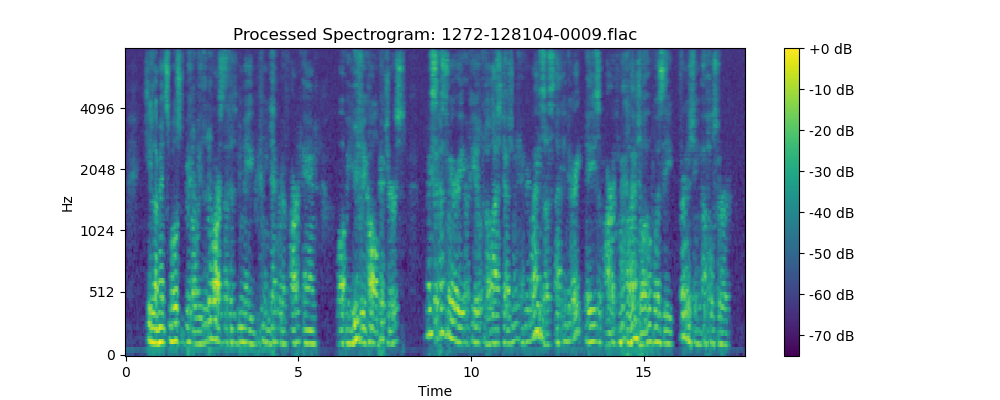 Processed Spectrogram: 1272-128104-0009.flac
Hz
4096
2048
1024
512
0
0 5 10 15
Time
+0 dB
-10 dB
-20 dB
-30 dB
-40 dB
-50 dB
-60 dB
-70 dB